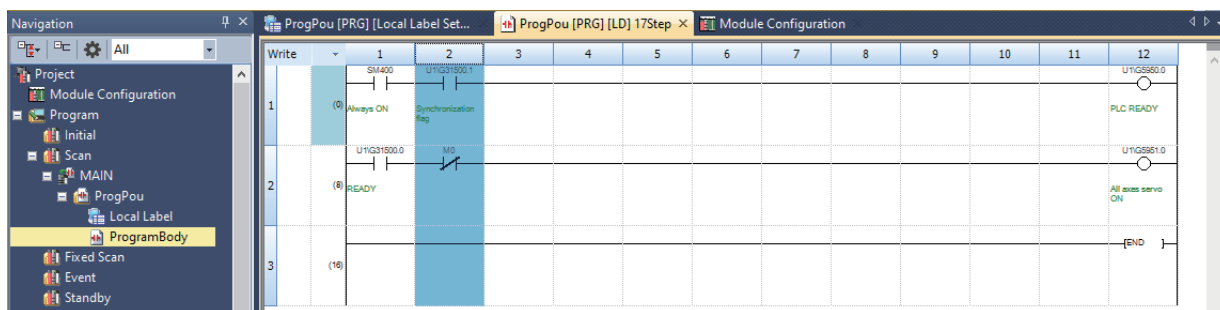 Navigation
ProgPou [PRG] [Local Label Set...
ProgPou [PRG] [LD] 17Step
Module Configuration
All
Project
Module Configuration
Program
Initial
Scan
MAIN
ProgPou
Local Label
ProgramBody
Fixed Scan
Event
Standby
Write 1 2 3 4 5 6 7 8 9 10 11 12
SM400 U1\G31500.1 U1\G5950.0
1 (0) Always ON Synchronization flag PLC READY
U1\G31500.0 M0 U1\G5951.0
2 (8) READY All axes servo ON
3 (16) [END ]